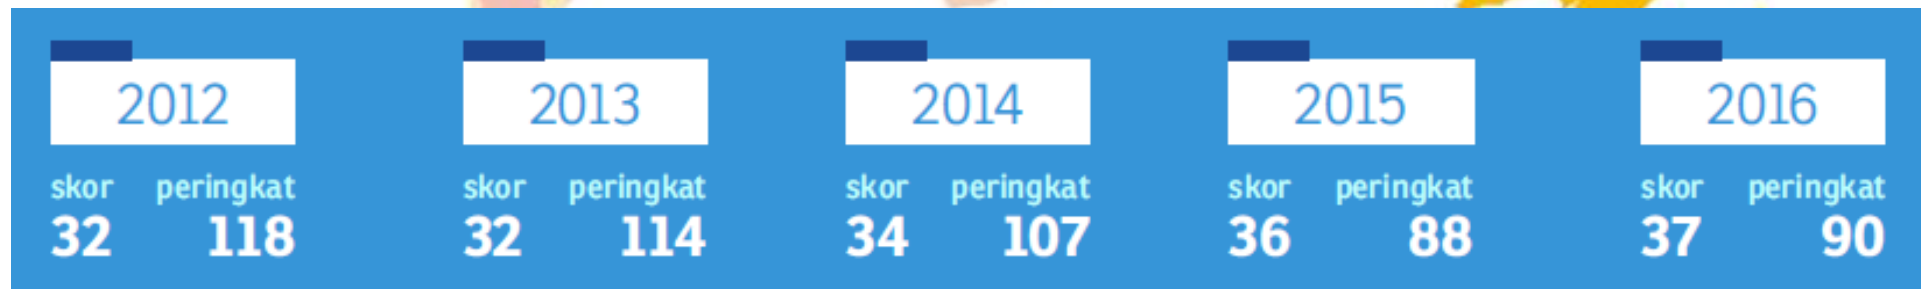 2012 2013 2014 2015 2016
skor peringkat skor peringkat skor peringkat skor peringkat skor peringkat
32 118 32 114 34 107 36 88 37 90